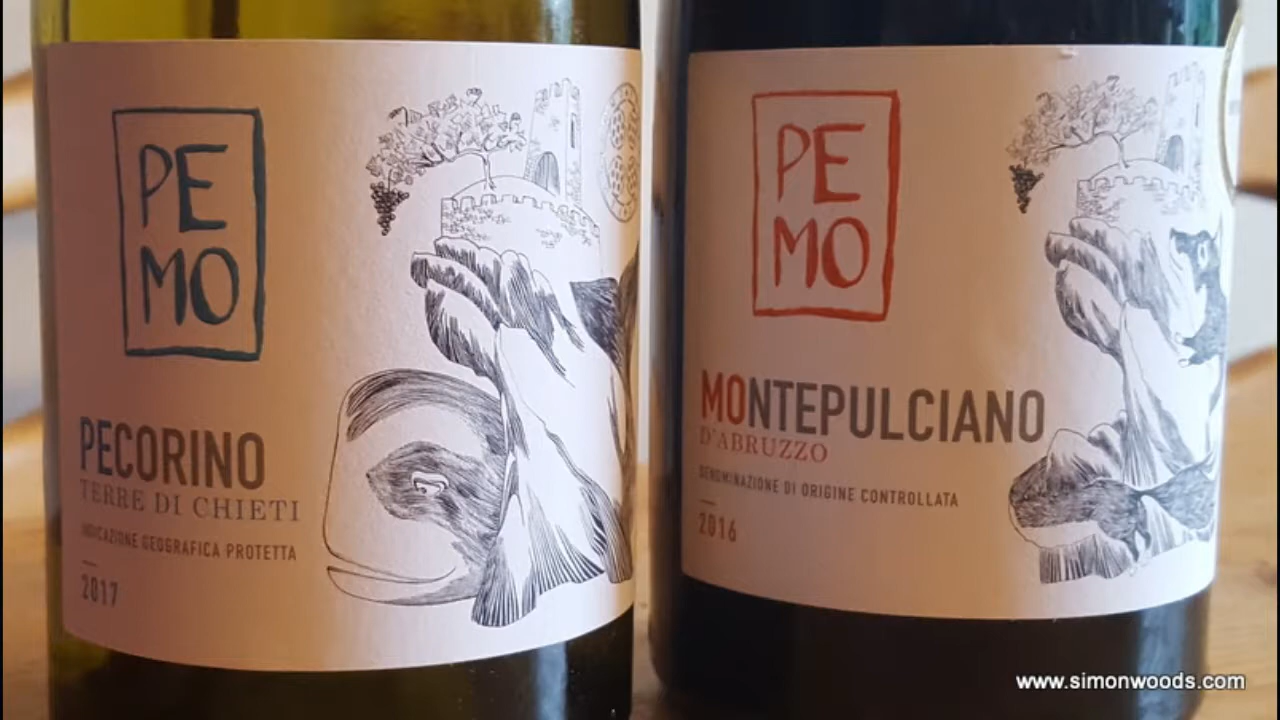 PE
MO
PECORINO
TERRE DI CHIETI
INDICAZIONE GEOGRAFICA PROTETTA
2017
PE
MO
MONTEPULCIANO
D'ABRUZZO
DENOMINAZIONE DI ORIGINE CONTROLLATA
2016
www.simonwoods.com